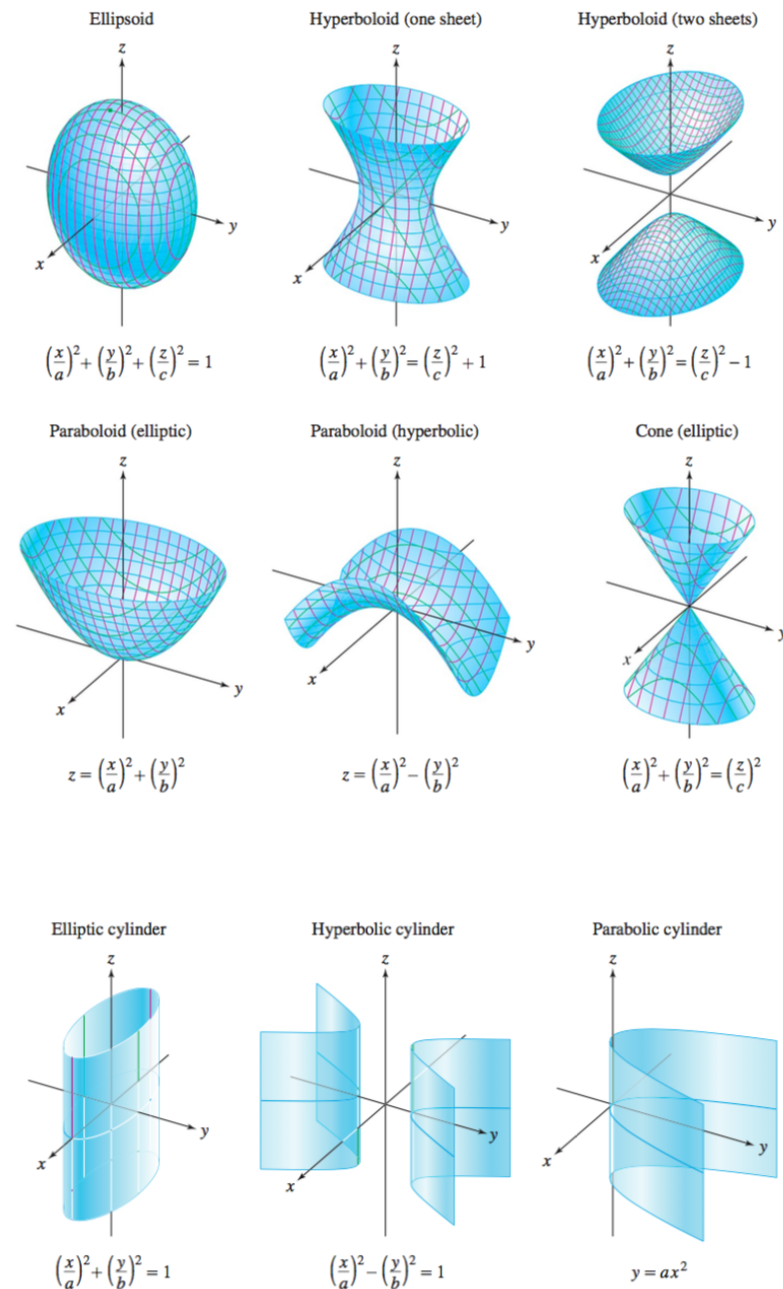 Ellipsoid Hyperboloid (one sheet) Hyperboloid (two sheets)
z z z
y y y
x x x
(x/a)² + (y/b)² + (z/c)² = 1 (x/a)² + (y/b)² = (z/c)² + 1 (x/a)² + (y/b)² = (z/c)² − 1
Paraboloid (elliptic) Paraboloid (hyperbolic) Cone (elliptic)
z z z
y y y
x x x
z = (x/a)² + (y/b)² z = (x/a)² − (y/b)² (x/a)² + (y/b)² = (z/c)²
Elliptic cylinder Hyperbolic cylinder Parabolic cylinder
z z z
y y y
x x x
(x/a)² + (y/b)² = 1 (x/a)² − (y/b)² = 1 y = ax²